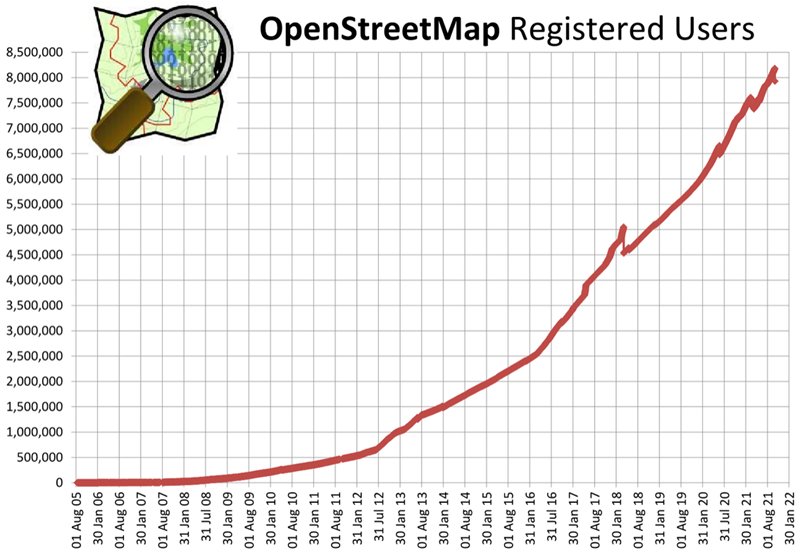 OpenStreetMap Registered Users
8,500,000
8,000,000
7,500,000
7,000,000
6,500,000
6,000,000
5,500,000
5,000,000
4,500,000
4,000,000
3,500,000
3,000,000
2,500,000
2,000,000
1,500,000
1,000,000
500,000
0
01 Aug 05
30 Jan 06
01 Aug 06
30 Jan 07
01 Aug 07
31 Jan 08
31 Jul 08
30 Jan 09
01 Aug 09
30 Jan 10
01 Aug 10
30 Jan 11
01 Aug 11
31 Jan 12
31 Jul 12
30 Jan 13
01 Aug 13
30 Jan 14
01 Aug 14
30 Jan 15
01 Aug 15
31 Jan 16
31 Jul 16
30 Jan 17
01 Aug 17
30 Jan 18
01 Aug 18
30 Jan 19
01 Aug 19
31 Jan 20
31 Jul 20
30 Jan 21
01 Aug 21
30 Jan 22